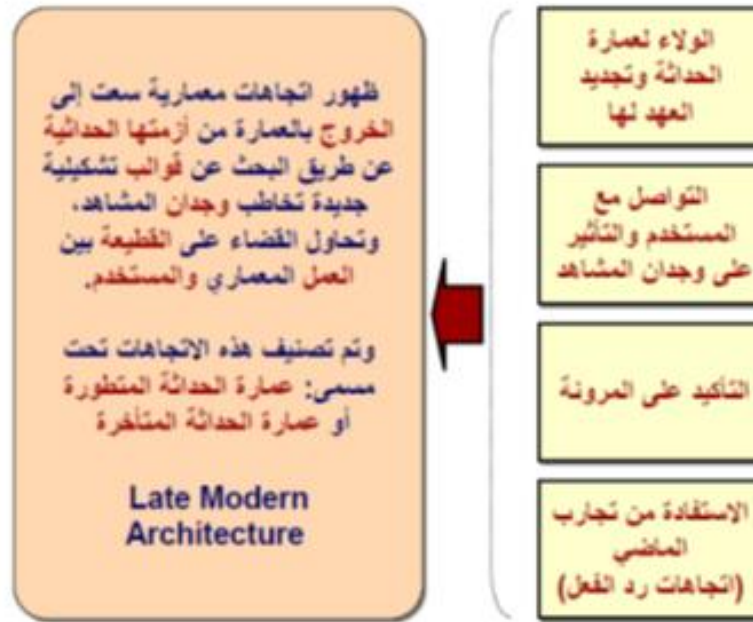 الولاء لعمارة
الحداثة وتجديد
العهد لها
التواصل مع
المستخدم والتأثير
على وجدان المشاهد
التأكيد على المرونة
الاستفادة من تجارب
الماضي
(اتجاهات رد الفعل)
ظهور اتجاهات معمارية سعت إلى
الخروج بالعمارة من أزمتها الحداثية
عن طريق البحث عن قوالب تشكيلية
جديدة تخاطب وجدان المشاهد،
وتحاول القضاء على القطيعة بين
العمل المعماري والمستخدم.
وتم تصنيف هذه الاتجاهات تحت
مسمى: عمارة الحداثة المتطورة
أو عمارة الحداثة المتأخرة
Late Modern
Architecture